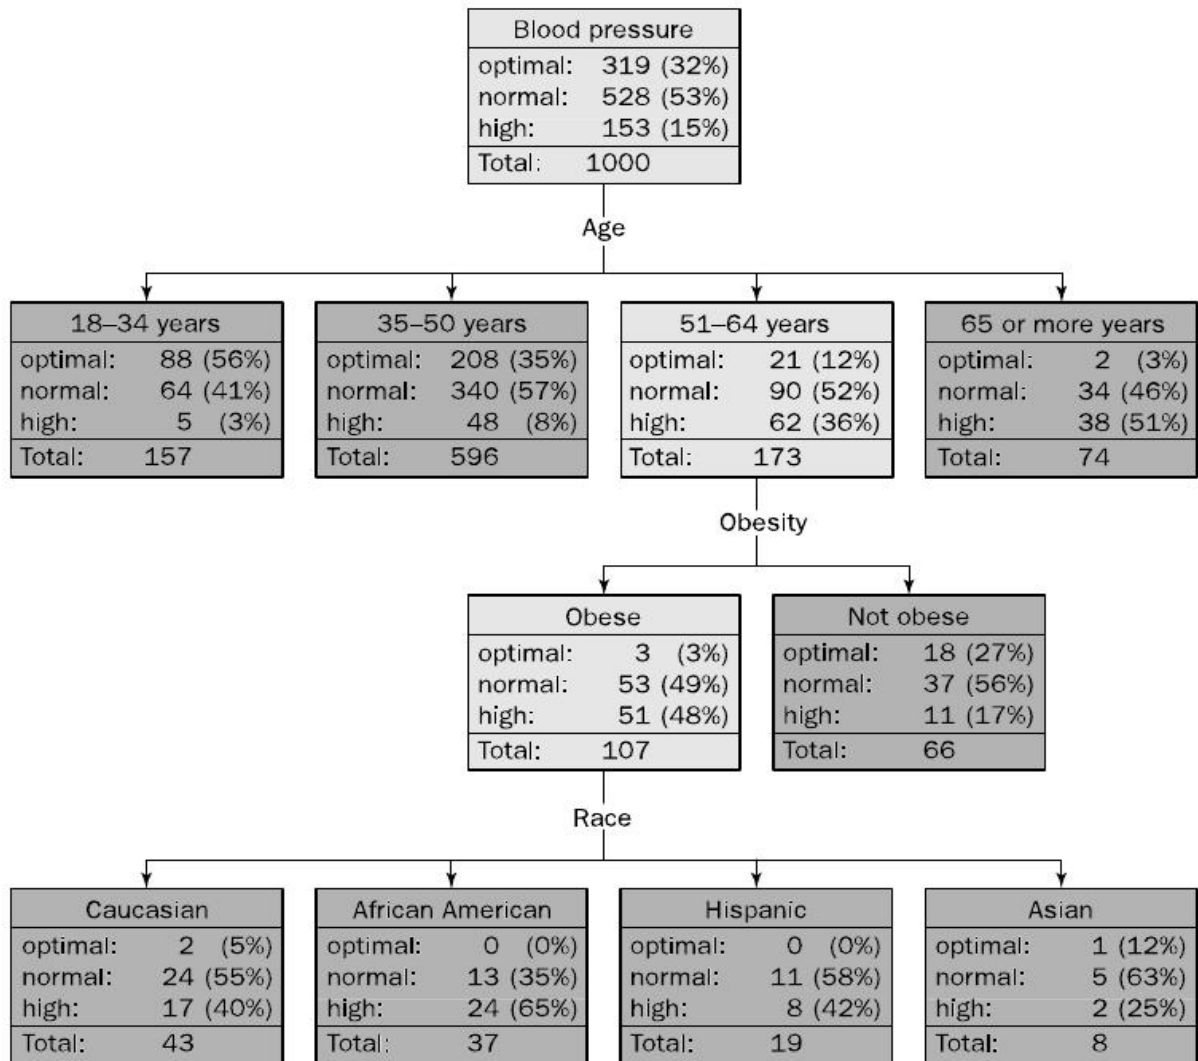 Blood pressure
optimal: 319 (32%)
normal: 528 (53%)
high: 153 (15%)
Total: 1000
Age
18–34 years
optimal: 88 (56%)
normal: 64 (41%)
high: 5 (3%)
Total: 157
35–50 years
optimal: 208 (35%)
normal: 340 (57%)
high: 48 (8%)
Total: 596
51–64 years
optimal: 21 (12%)
normal: 90 (52%)
high: 62 (36%)
Total: 173
65 or more years
optimal: 2 (3%)
normal: 34 (46%)
high: 38 (51%)
Total: 74
Obesity
Obese
optimal: 3 (3%)
normal: 53 (49%)
high: 51 (48%)
Total: 107
Not obese
optimal: 18 (27%)
normal: 37 (56%)
high: 11 (17%)
Total: 66
Race
Caucasian
optimal: 2 (5%)
normal: 24 (55%)
high: 17 (40%)
Total: 43
African American
optimal: 0 (0%)
normal: 13 (35%)
high: 24 (65%)
Total: 37
Hispanic
optimal: 0 (0%)
normal: 11 (58%)
high: 8 (42%)
Total: 19
Asian
optimal: 1 (12%)
normal: 5 (63%)
high: 2 (25%)
Total: 8